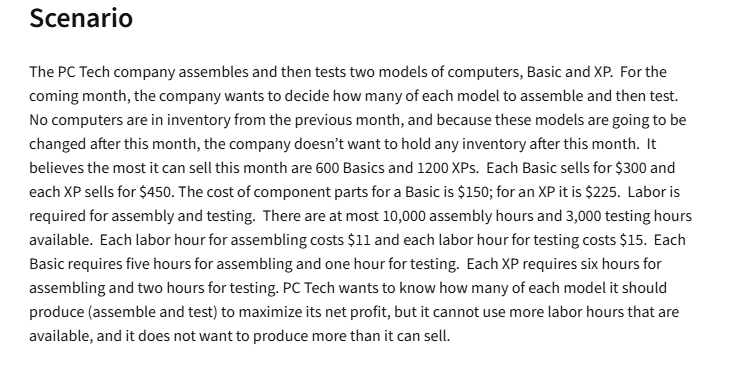 Scenario
The PC Tech company assembles and then tests two models of computers, Basic and XP.  For the
coming month, the company wants to decide how many of each model to assemble and then test.
No computers are in inventory from the previous month, and because these models are going to be
changed after this month, the company doesn't want to hold any inventory after this month.  It
believes the most it can sell this month are 600 Basics and 1200 XPs.  Each Basic sells for $300 and
each XP sells for $450. The cost of component parts for a Basic is $150; for an XP it is $225.  Labor is
required for assembly and testing.  There are at most 10,000 assembly hours and 3,000 testing hours
available.  Each labor hour for assembling costs $11 and each labor hour for testing costs $15.  Each
Basic requires five hours for assembling and one hour for testing.  Each XP requires six hours for
assembling and two hours for testing. PC Tech wants to know how many of each model it should
produce (assemble and test) to maximize its net profit, but it cannot use more labor hours that are
available, and it does not want to produce more than it can sell.